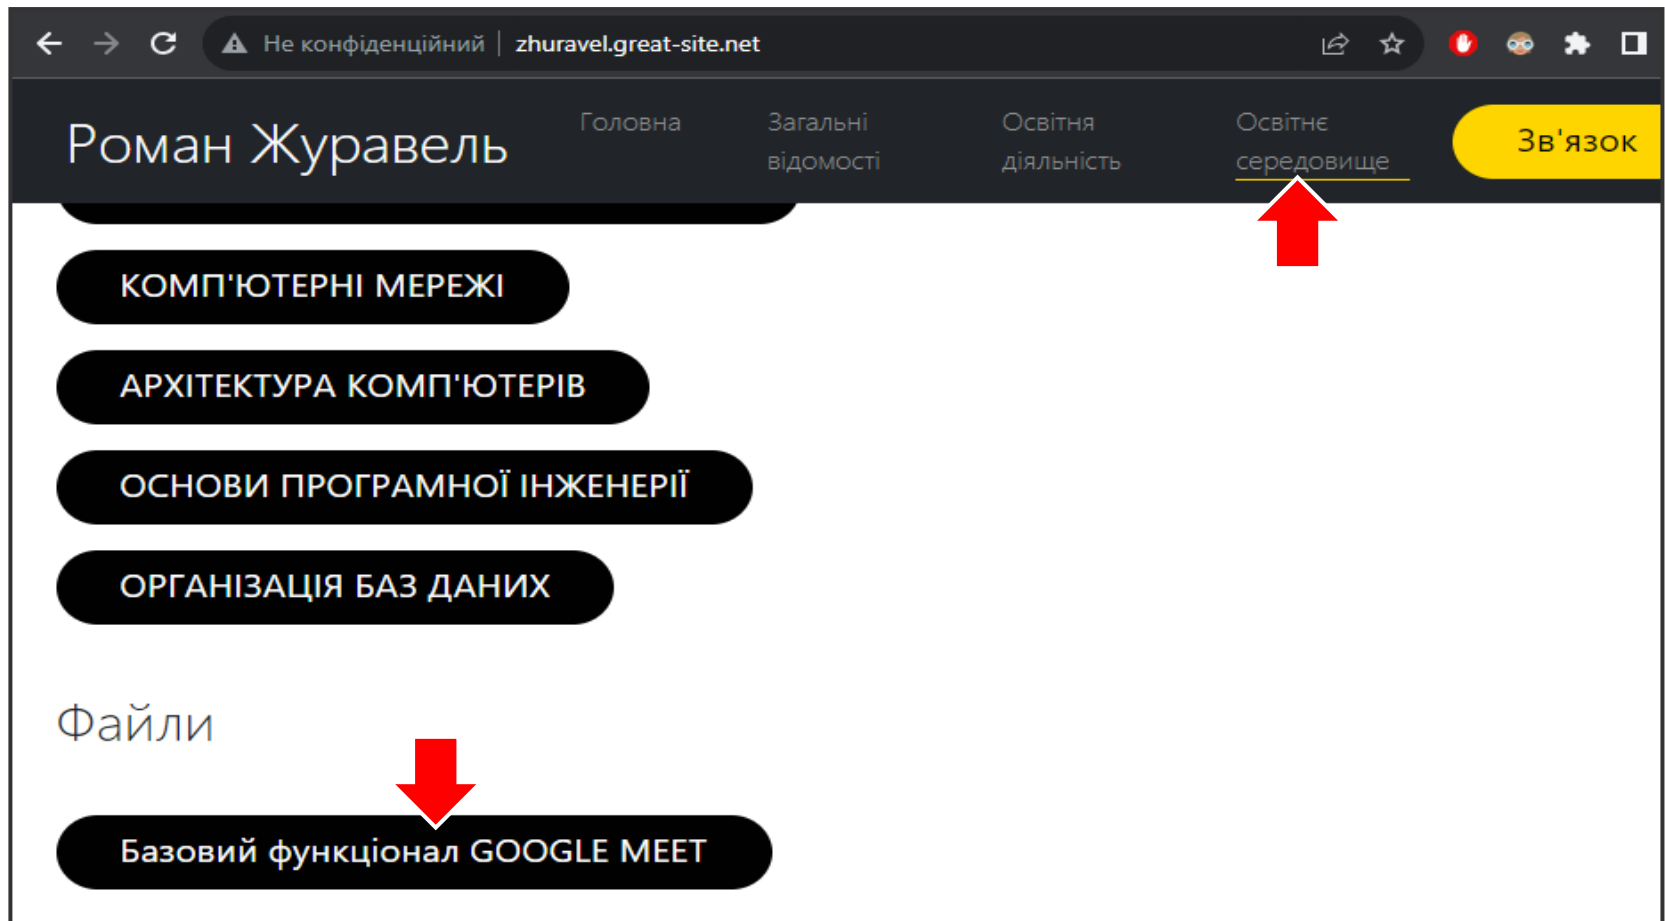 Не конфіденційний | zhuravel.great-site.net
Роман Журавель
Головна
Загальні
відомості
Освітня
діяльність
Освітнє
середовище
Зв'язок
КОМП'ЮТЕРНІ МЕРЕЖІ
АРХІТЕКТУРА КОМП'ЮТЕРІВ
ОСНОВИ ПРОГРАМНОЇ ІНЖЕНЕРІЇ
ОРГАНІЗАЦІЯ БАЗ ДАНИХ
Файли
Базовий функціонал GOOGLE MEET